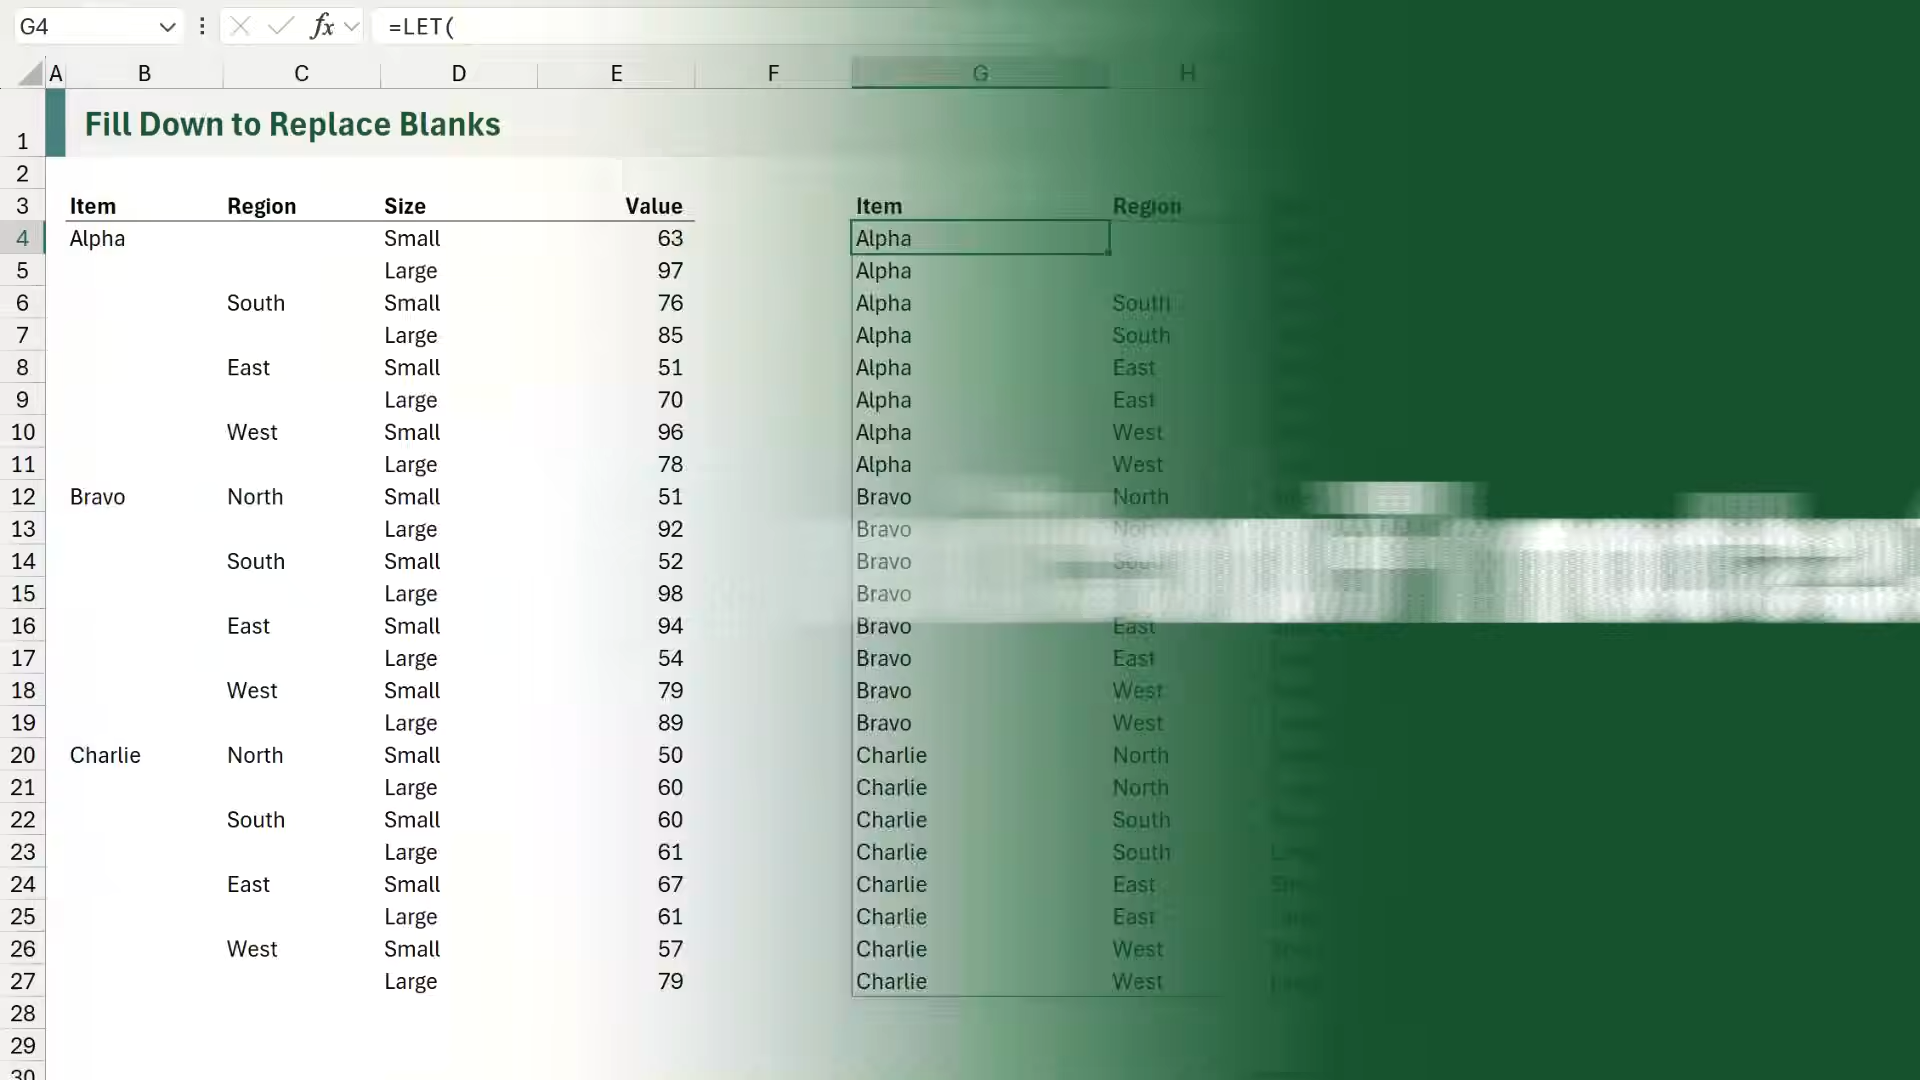 G4 fx =LET(
A B C D E F G H
1 Fill Down to Replace Blanks
2
3 Item Region Size Value Item Region
4 Alpha Small 63 Alpha
5 Large 97 Alpha
6 South Small 76 Alpha South
7 Large 85 Alpha South
8 East Small 51 Alpha East
9 Large 70 Alpha East
10 West Small 96 Alpha West
11 Large 78 Alpha West
12 Bravo North Small 51 Bravo North
13 Large 92 Bravo North
14 South Small 52 Bravo South
15 Large 98 Bravo
16 East Small 94 Bravo East
17 Large 54 Bravo East
18 West Small 79 Bravo West
19 Large 89 Bravo West
20 Charlie North Small 50 Charlie North
21 Large 60 Charlie North
22 South Small 60 Charlie South
23 Large 61 Charlie South
24 East Small 67 Charlie East
25 Large 61 Charlie East
26 West Small 57 Charlie West
27 Large 79 Charlie West
28
29
30